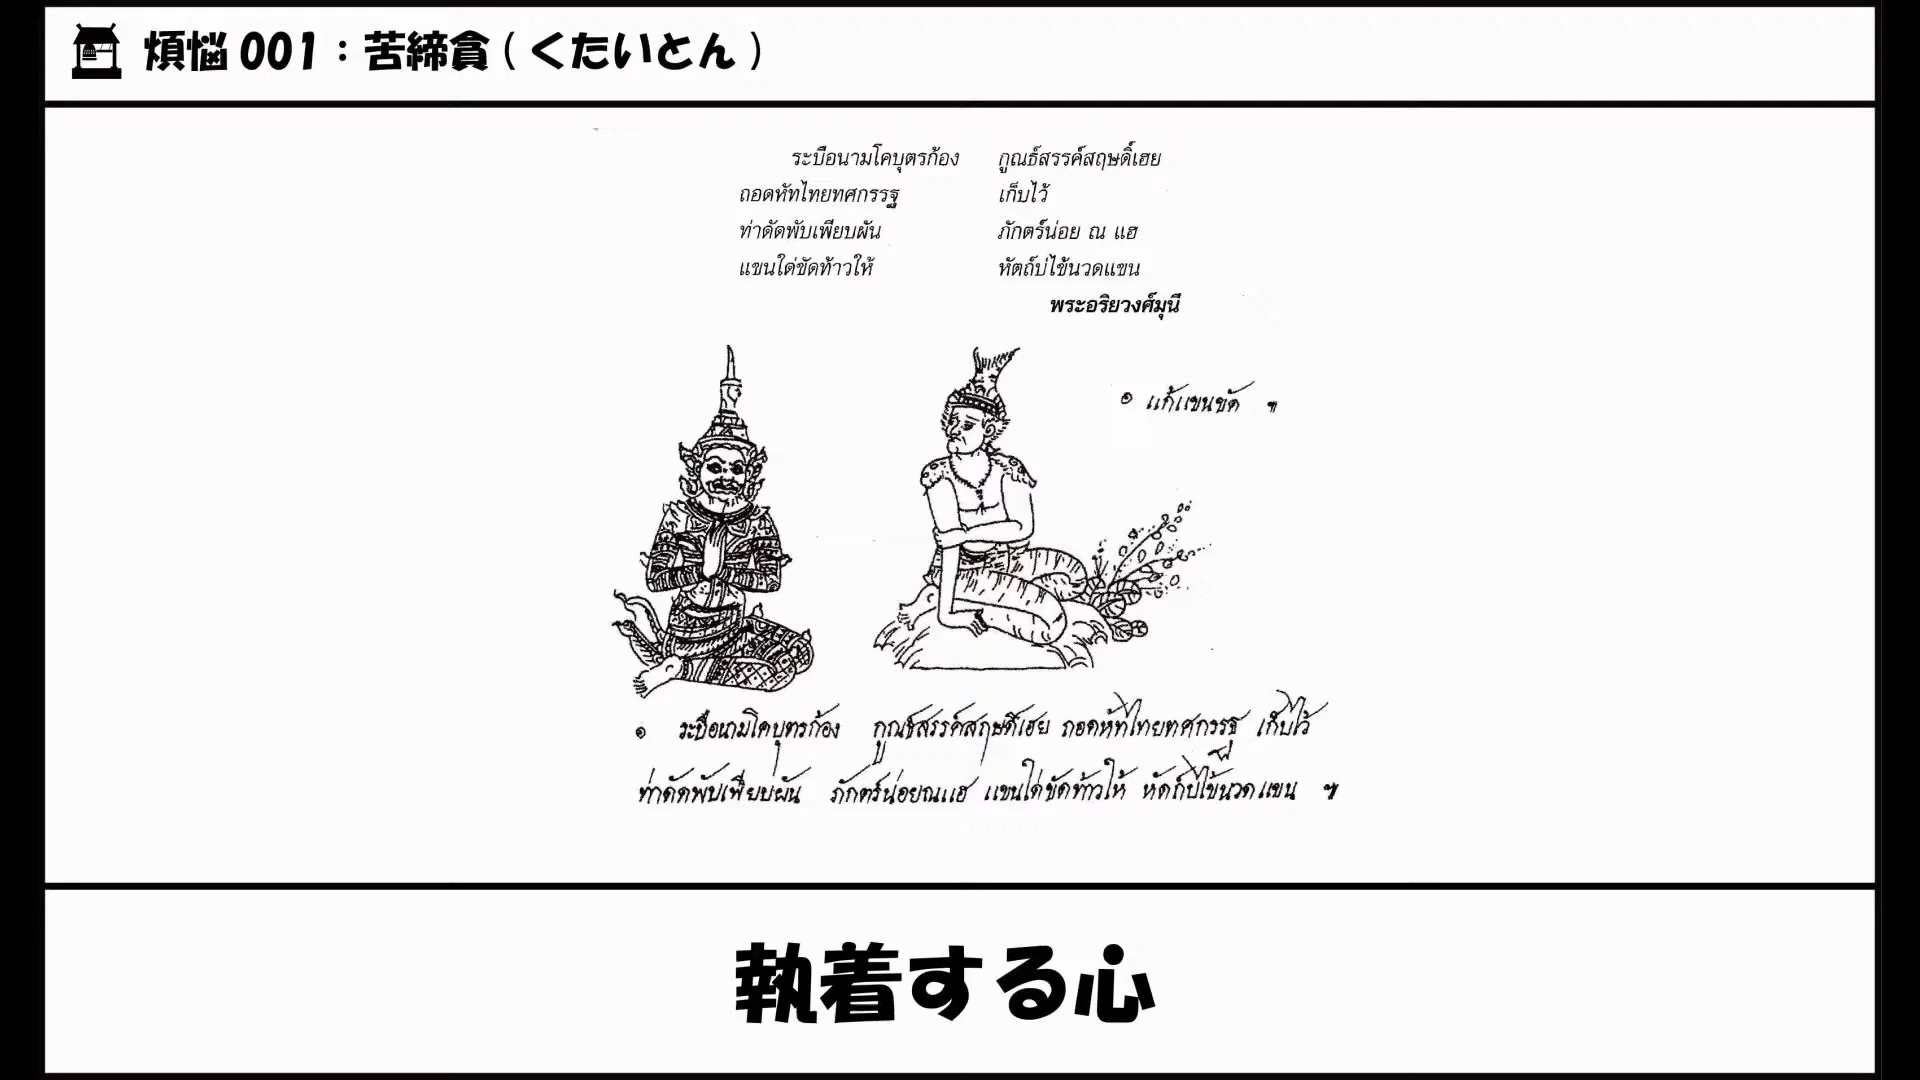 煩悩001:苦締貪(くたいとん)
ระบือนามโคบุตรก้อง กูณธ์สรรค์สฤษดิ์เฮย
ถอดหัทไทยทศกรรฐ เก็บไว้
ท่าดัดพับเพียบผัน ภักตร์น่อย ณ แฮ
แขนใด่ขัดท้าวให้ หัตถ์บ่ไข้นวดแขน
พระอริยวงศ์มุนี
๏ แก้แขนขัด ฯ
๏ ระบือนามโคบุตรก้อง กูณธ์สรรค์สฤษดิ์เฮย ถอดหัทไทยทศกรรฐ เก็บไว้
ท่าดัดพับเพียบผัน ภักตร์น่อยณแฮ แขนใด่ขัดท้าวให้ หัดถ์บ่ไข้นวดแขน ฯ
執着する心